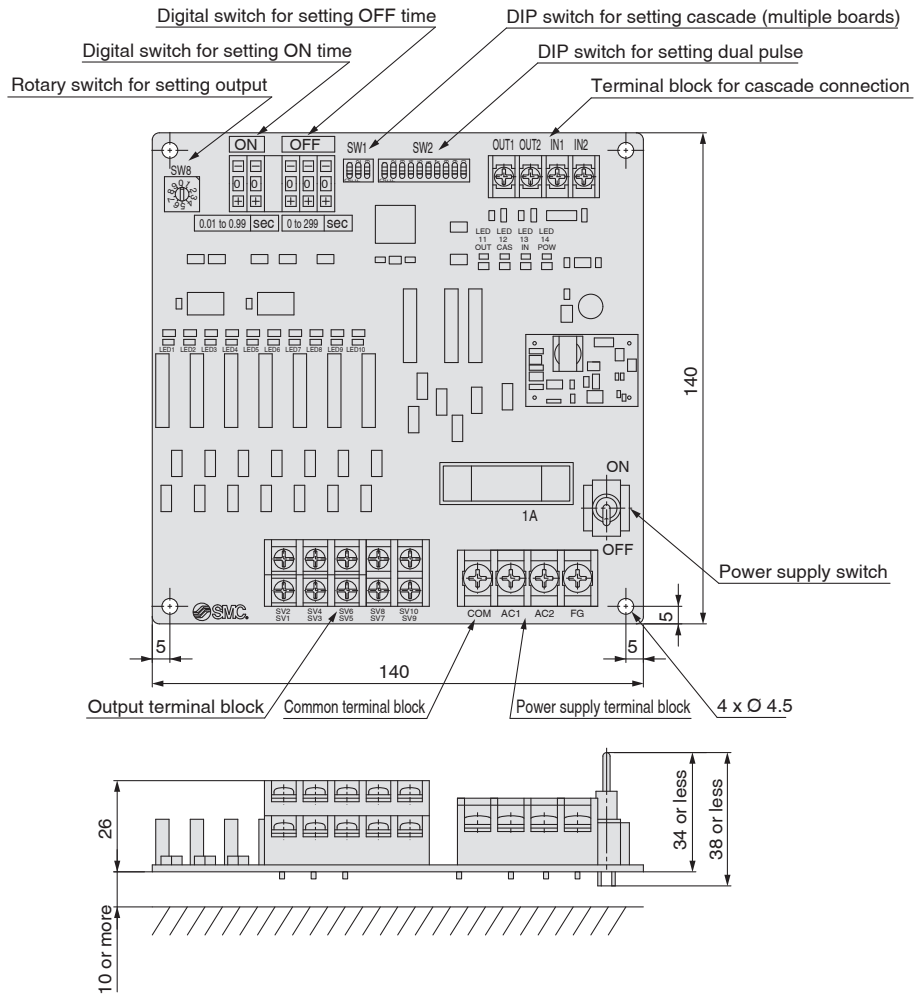 Digital switch for setting OFF time
DIP switch for setting cascade (multiple boards)
Digital switch for setting ON time
DIP switch for setting dual pulse
Rotary switch for setting output
Terminal block for cascade connection
ON OFF SW1 SW2 OUT1 OUT2 IN1 IN2
SW8
0 0 0 0 0
0.01 to 0.99 sec 0 to 299 sec
LED 11 OUT
LED 12 CAS
LED 13 IN
LED 14 POW
LED1 LED2 LED3 LED4 LED5 LED6 LED7 LED8 LED9 LED10
140
ON
1A
OFF
Power supply switch
SMC.
SV2 SV4 SV6 SV8 SV10
SV1 SV3 SV5 SV7 SV9
COM AC1 AC2 FG
5
5
5
140
Output terminal block
Common terminal block
Power supply terminal block
4 x Ø 4.5
26
34 or less
38 or less
10 or more